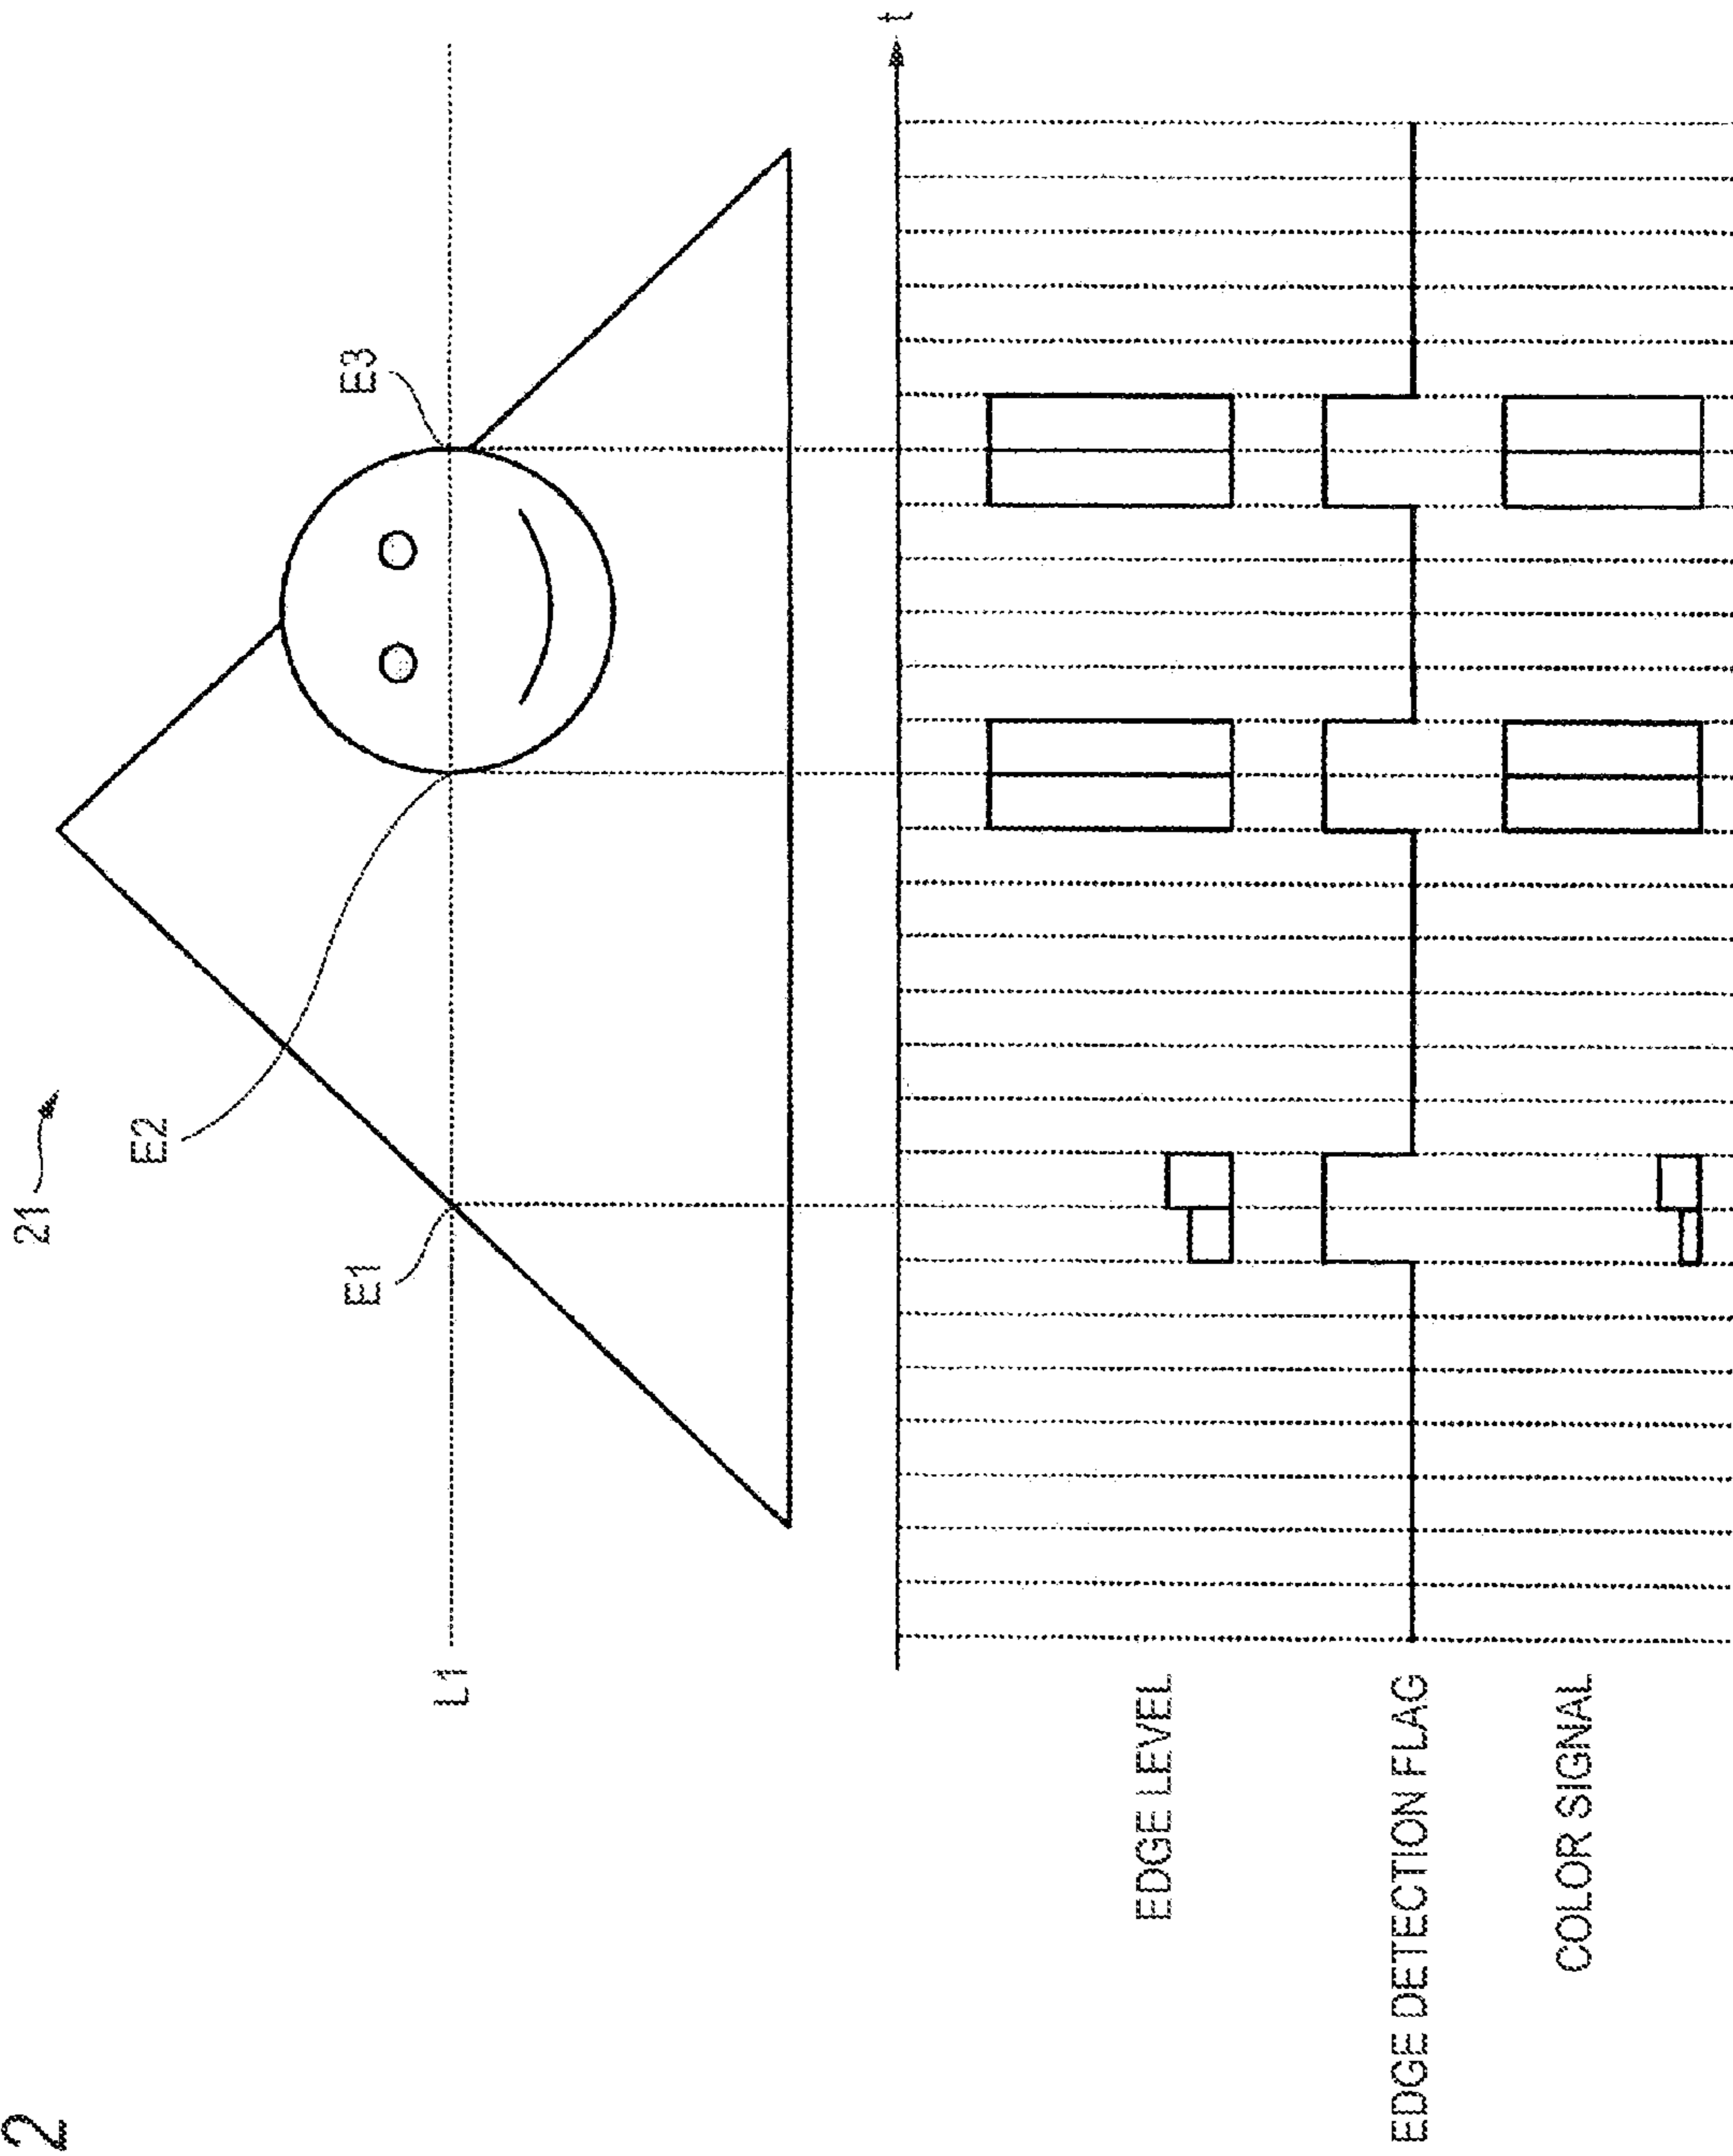 2
21
E1
E2
E3
L1
t
EDGE LEVEL
EDGE DETECTION FLAG
COLOR SIGNAL